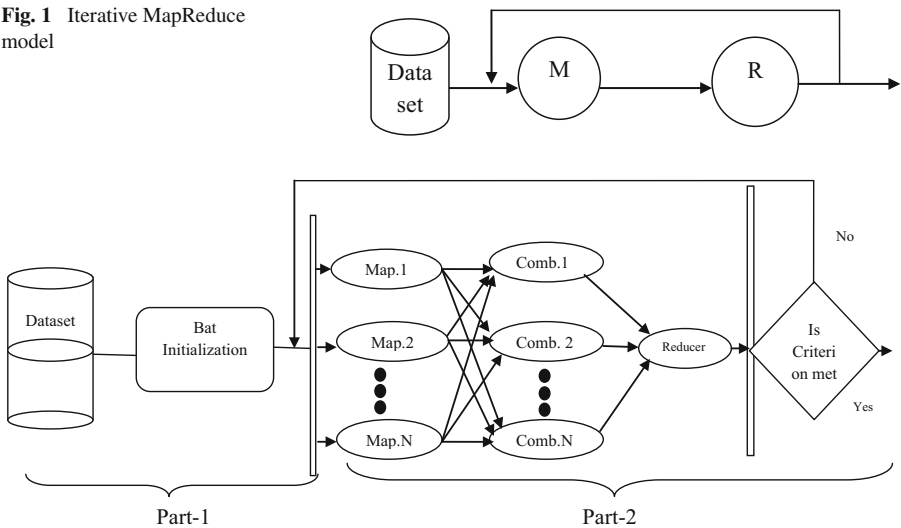 Fig. 1 Iterative MapReduce
model
Data
set
M
R
No
Map.1
Comb.1
Dataset
Bat
Initialization
Map.2
Comb. 2
Reducer
Is
Criteri
on met
Yes
Map.N
Comb.N
Part-1
Part-2